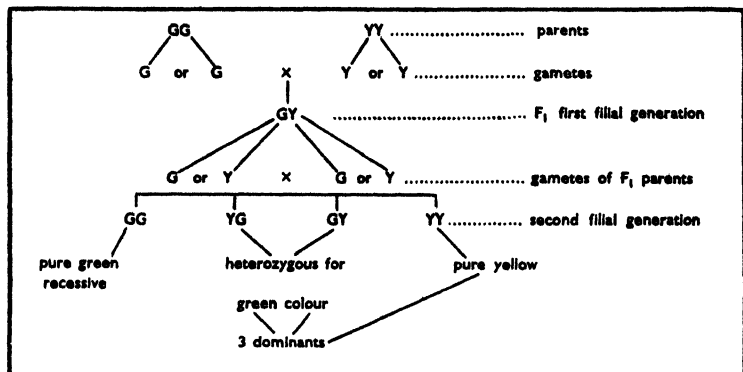 GG YY ........................ parents
G or G × Y or Y .................... gametes
GY ................................. F₁ first filial generation
G or Y × G or Y .................... gametes of F₁ parents
GG YG GY YY ................. second filial generation
pure green heterozygous for pure yellow
recessive
green colour
3 dominants